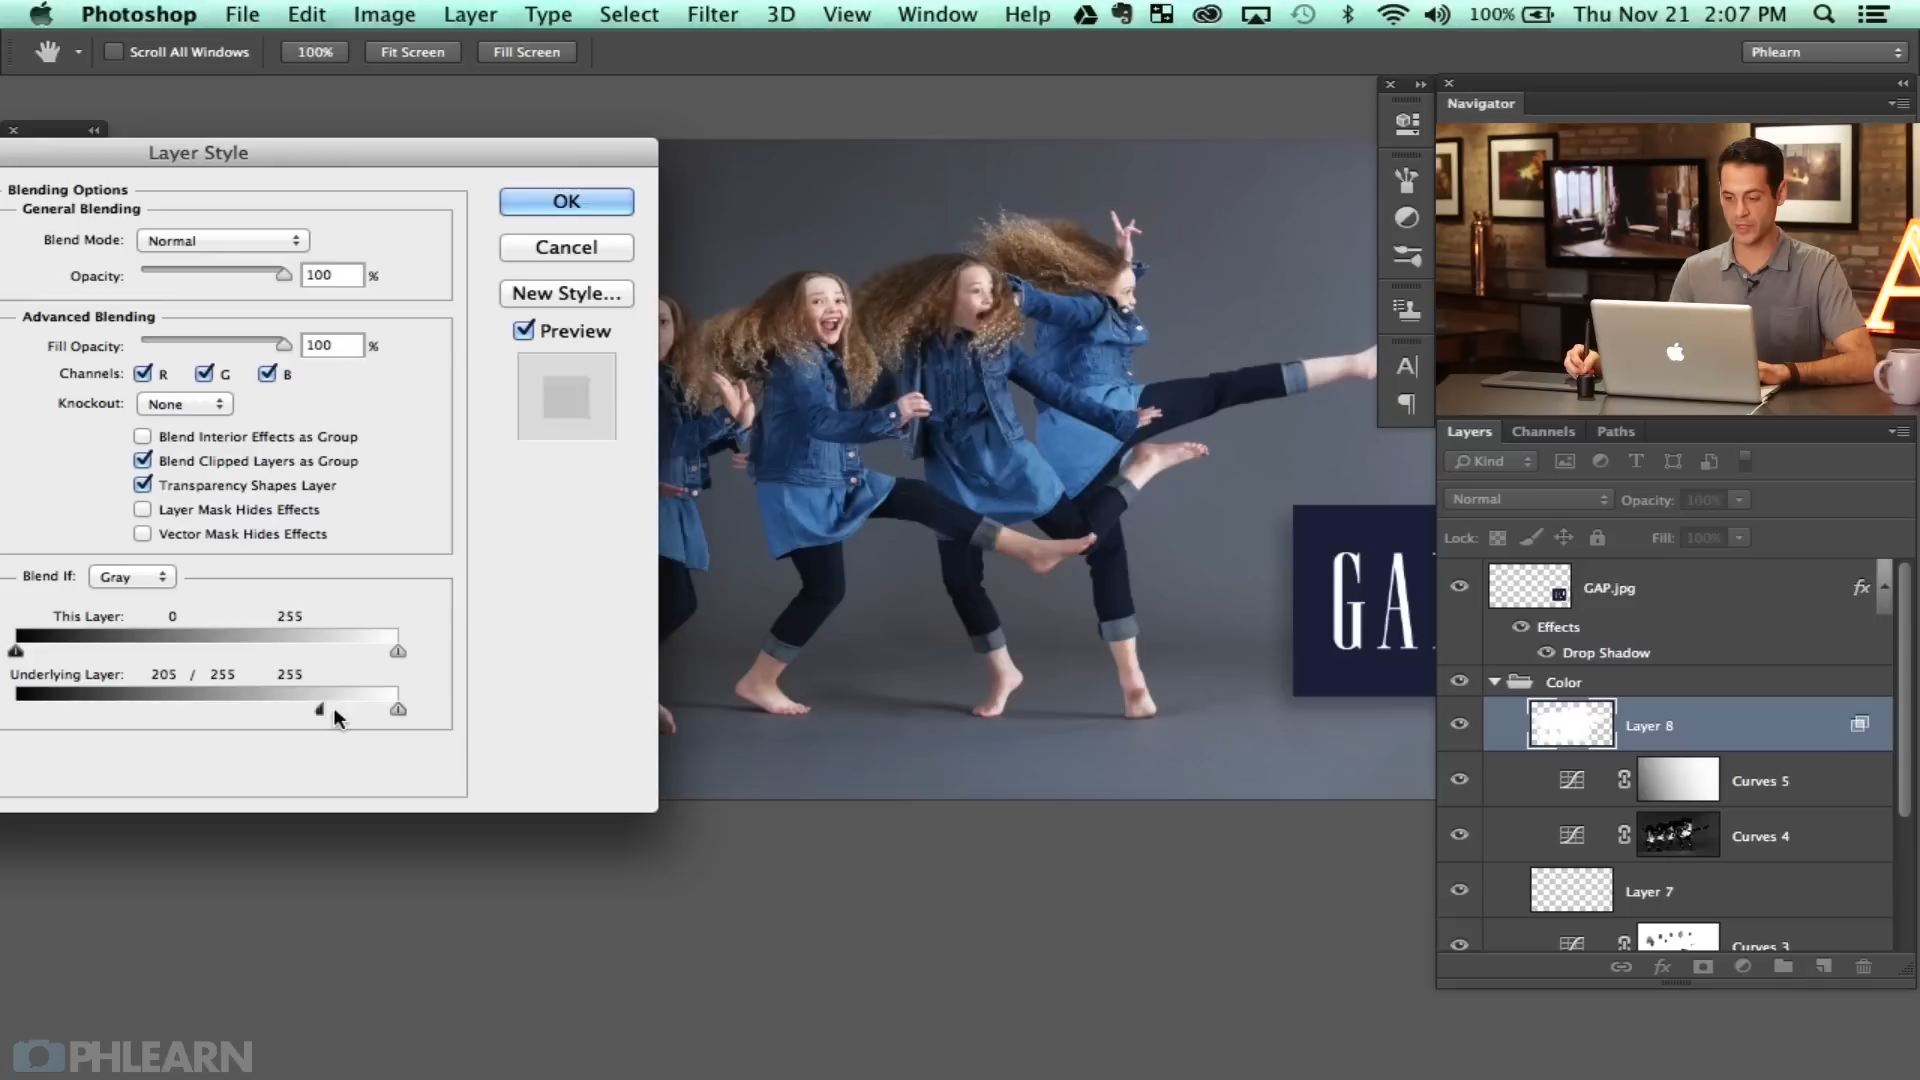 Photoshop File Edit Image Layer Type Select Filter 3D View Window Help 100% Thu Nov 21 2:07 PM
Scroll All Windows 100% Fit Screen Fill Screen Phlearn
Navigator
Layer Style
Blending Options
General Blending
Blend Mode: Normal
Opacity: 100 %
Advanced Blending
Fill Opacity: 100 %
Channels: R G B
Knockout: None
Blend Interior Effects as Group
Blend Clipped Layers as Group
Transparency Shapes Layer
Layer Mask Hides Effects
Vector Mask Hides Effects
Blend If: Gray
This Layer: 0 255
Underlying Layer: 205 / 255 255
OK
Cancel
New Style...
Preview
GA
A
Layers Channels Paths
Kind T
Normal Opacity: 100%
Lock: Fill: 100%
GAP.jpg fx
Effects
Drop Shadow
Color
Layer 8
Curves 5
Curves 4
Layer 7
Curves 3
fx
PHLEARN